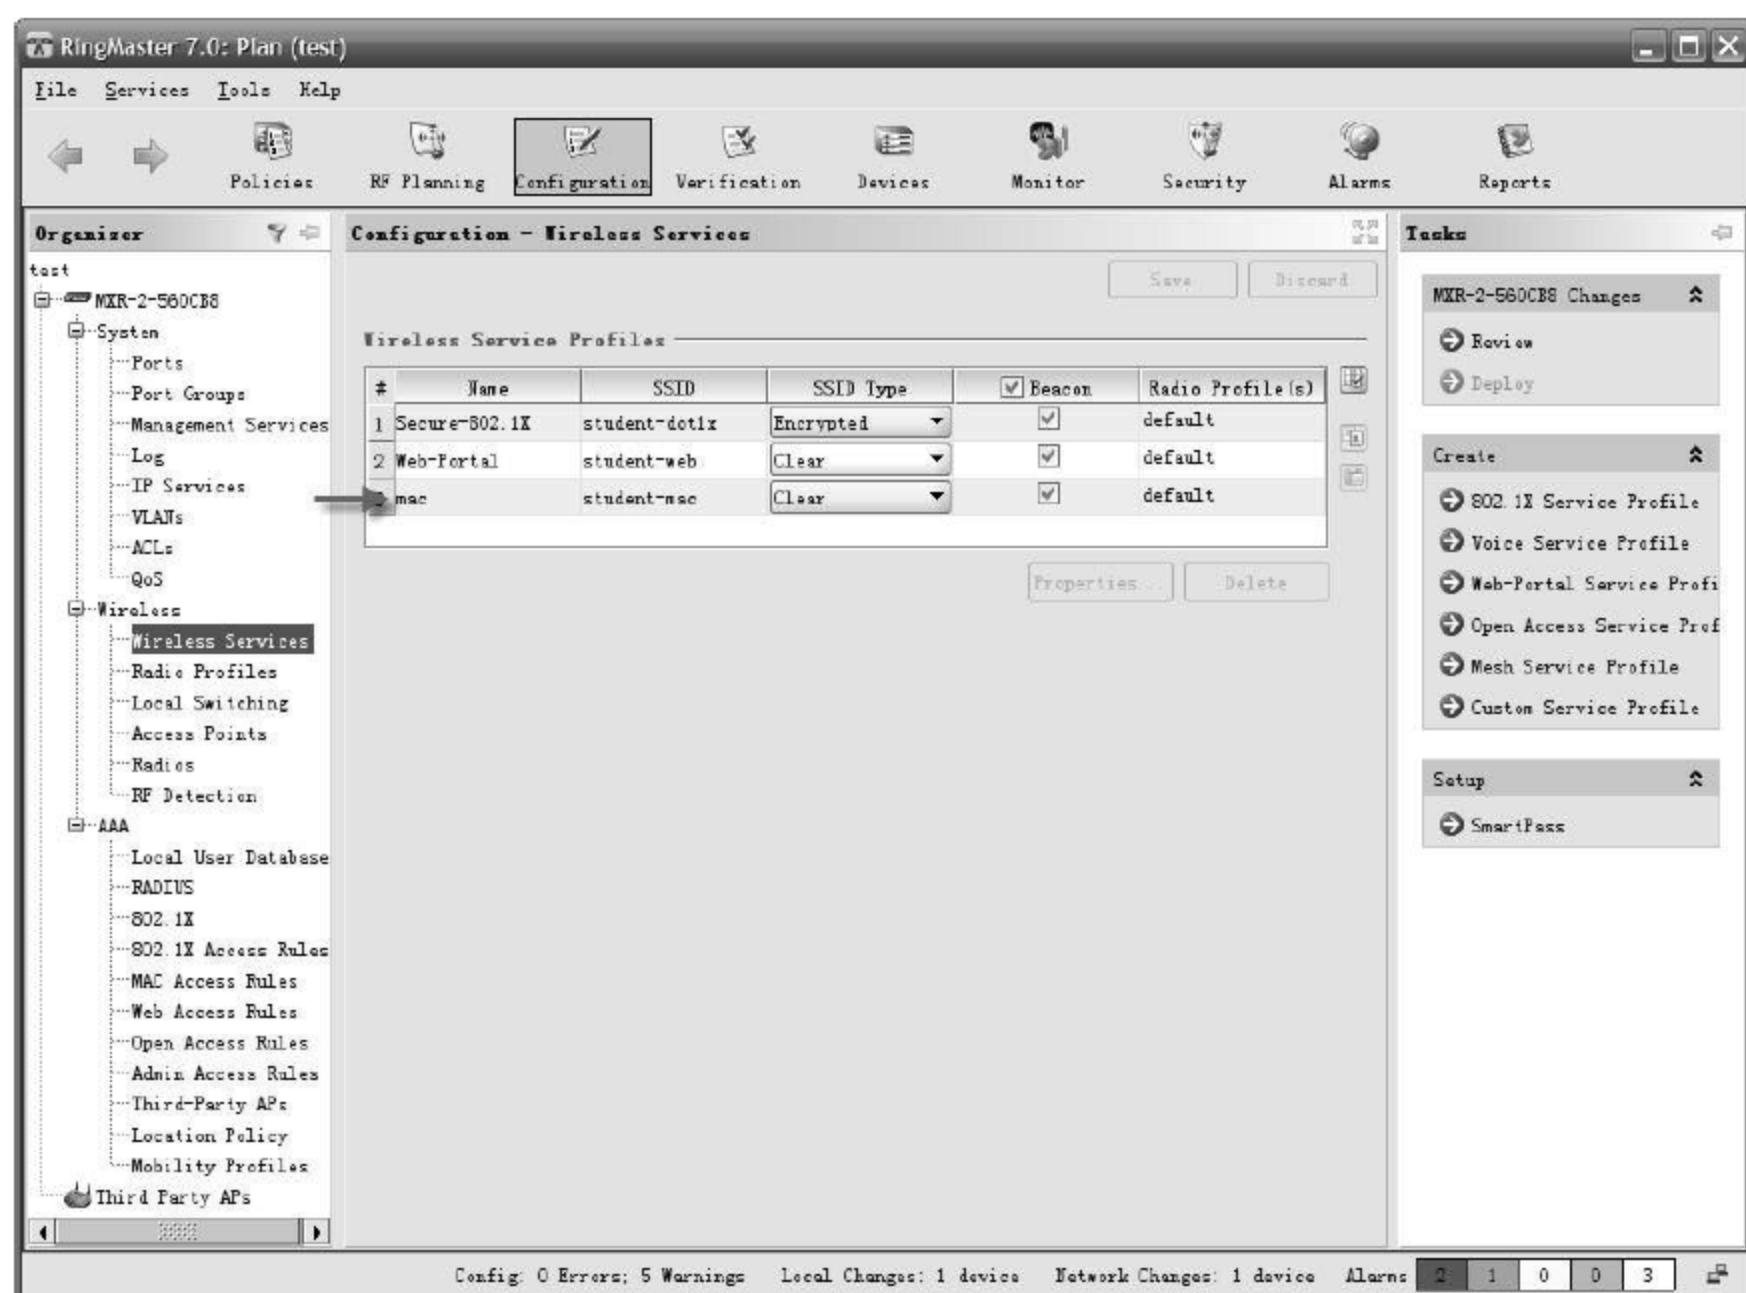 RingMaster 7.0: Plan (test)
File Services Tools Help
Policies RF Planning Configuration Verification Devices Monitor Security Alarms Reports
Organizer
test
MXR-2-560CB8
System
Ports
Port Groups
Management Services
Log
IP Services
VLANs
ACLs
QoS
Wireless
Wireless Services
Radio Profiles
Local Switching
Access Points
Radios
RF Detection
AAA
Local User Database
RADIUS
802.1X
802.1X Access Rules
MAC Access Rules
Web Access Rules
Open Access Rules
Admin Access Rules
Third-Party APs
Location Policy
Mobility Profiles
Third Party APs
Configuration - Wireless Services
Save Discard
Wireless Service Profiles
# Name SSID SSID Type Beacon Radio Profile(s)
1 Secure-802.1X student-dot1x Encrypted default
2 Web-Portal student-web Clear default
mac student-mac Clear default
Properties... Delete
Tasks
MXR-2-560CB8 Changes
Review
Deploy
Create
802.1X Service Profile
Voice Service Profile
Web-Portal Service Profi
Open Access Service Prof
Mesh Service Profile
Custom Service Profile
Setup
SmartPass
Config: 0 Errors; 5 Warnings Local Changes: 1 device Network Changes: 1 device Alarms 2 1 0 0 3